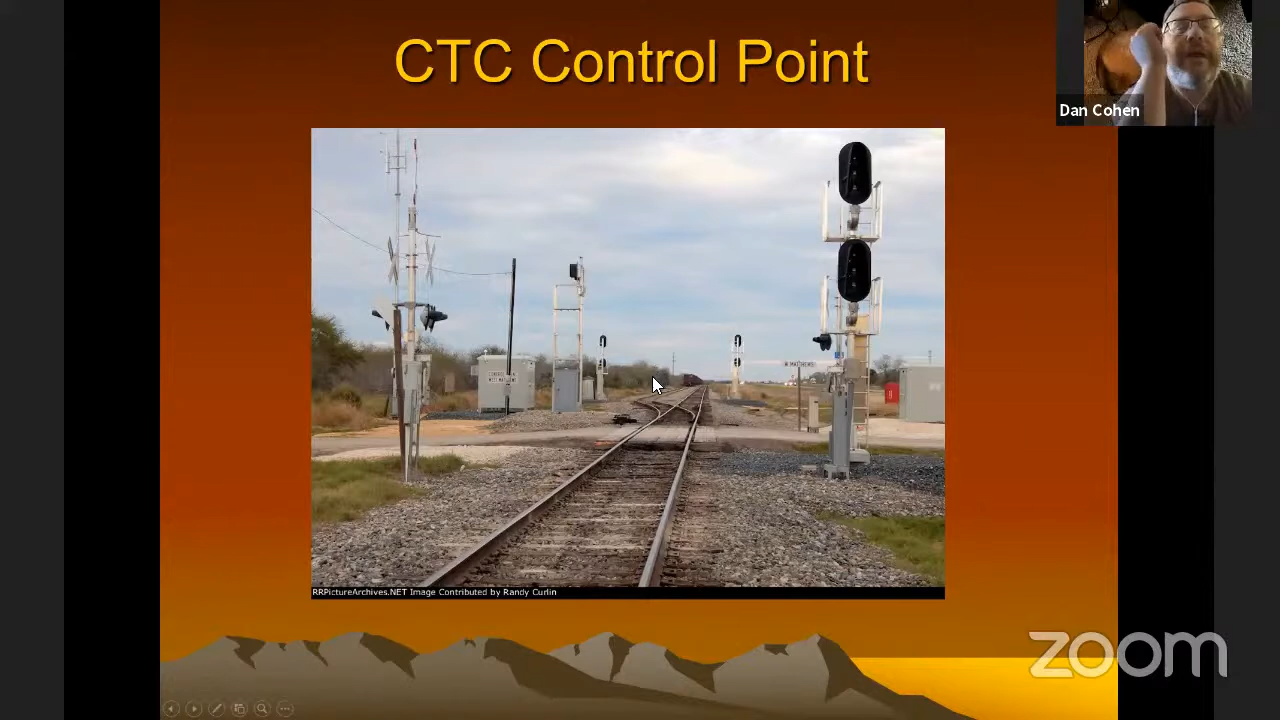 CTC Control Point
Dan Cohen
RRPictureArchives.NET Image Contributed by Randy Curlin
zoom